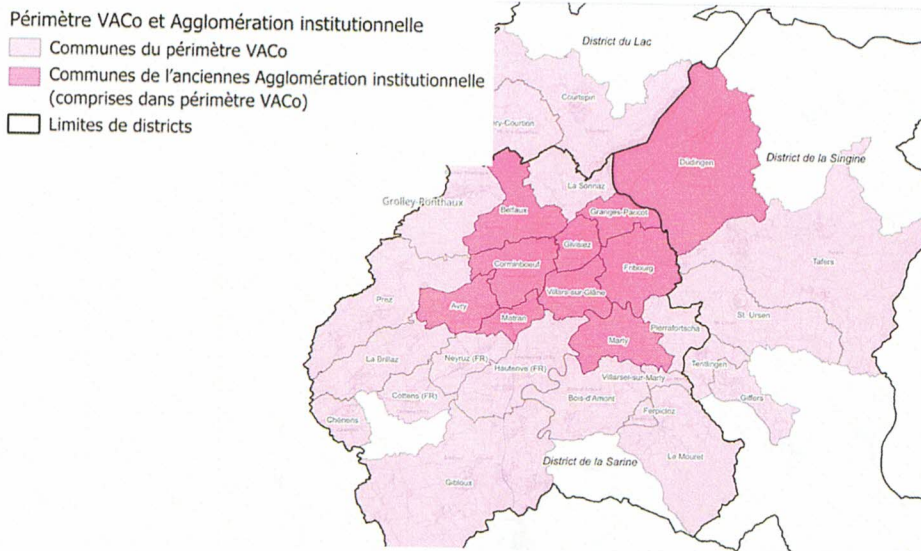 Périmètre VACo et Agglomération institutionnelle
Communes du périmètre VACo
Communes de l'anciennes Agglomération institutionnelle
(comprises dans périmètre VACo)
Limites de districts
District du Lac
Courtepin
ry-Courtion
Düdingen
District de la Singine
La Sonnaz
Grolley-Ponthaux
Belfaux
Granges-Paccot
Givisiez
Corminboeuf
Fribourg
Tafers
Villars-sur-Glâne
Prez
Avry
Matran
St. Ursen
Pierrafortscha
Marly
La Brillaz
Neyruz (FR)
Hauterive (FR)
Tentlingen
Villarsel-sur-Marly
Cottens (FR)
Bois-d'Amont
Giffers
Ferpicloz
Chénens
Le Mouret
District de la Sarine
Gibloux